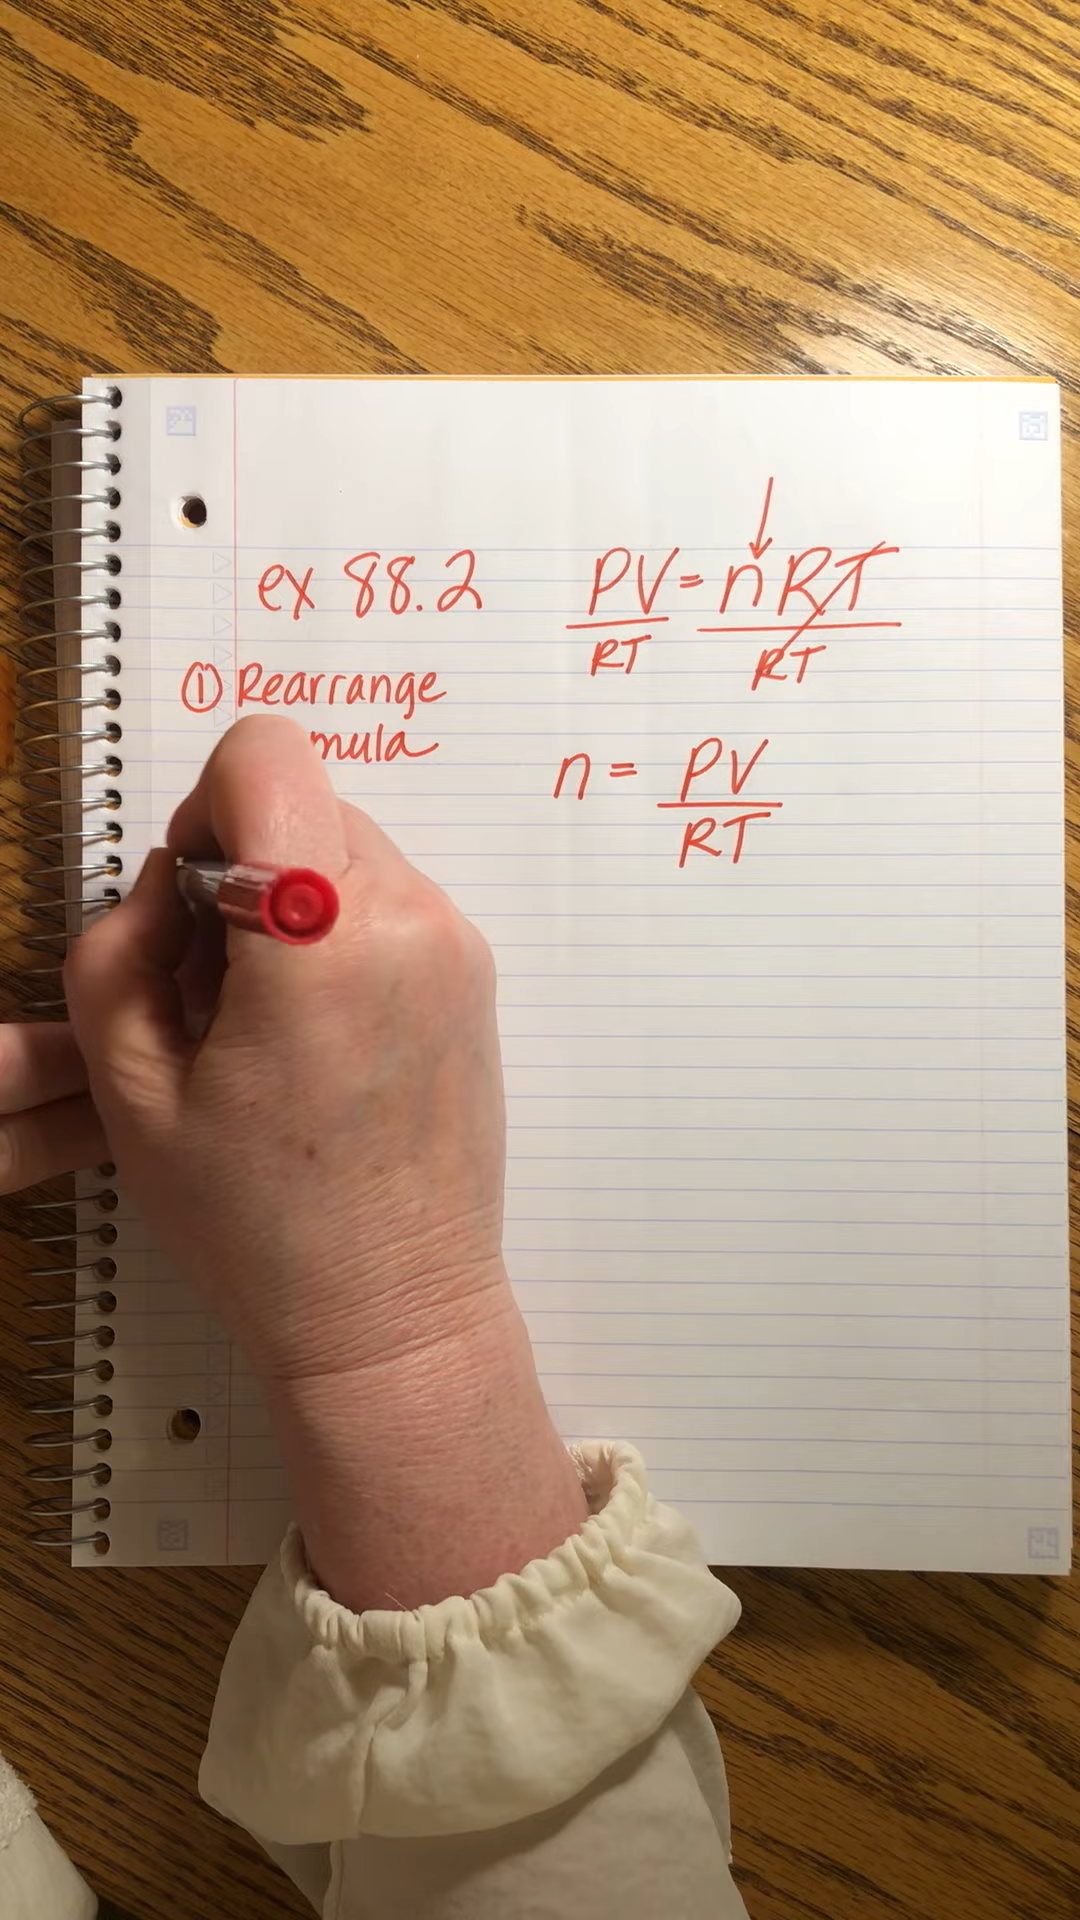 ex 88.2
① Rearrange
mula
PV = nRT
RT RT
n = PV
RT